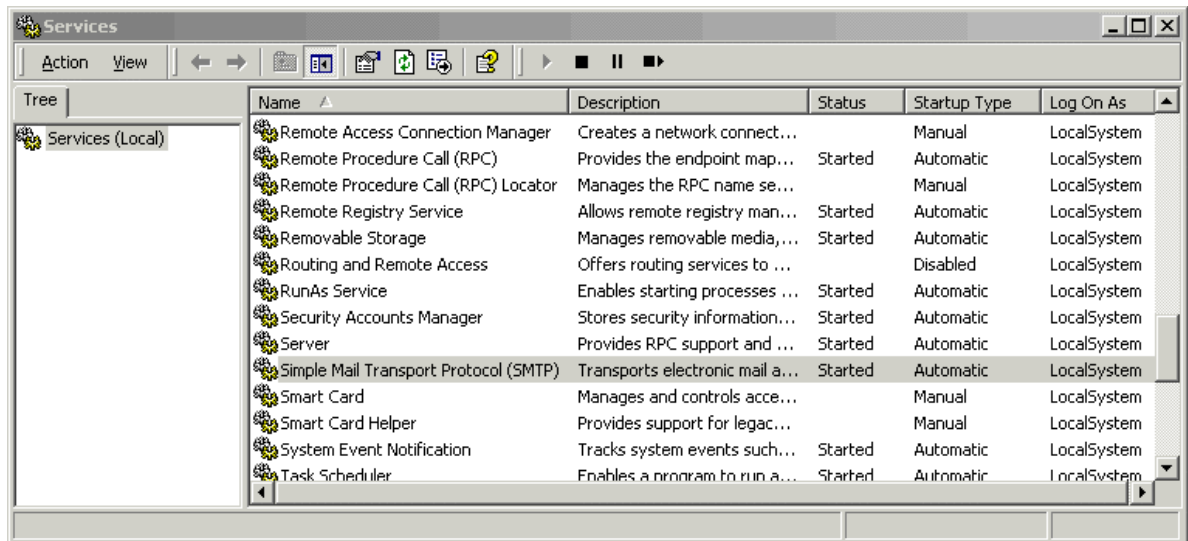 Services
Action View
Tree
Services (Local)
Name Description Status Startup Type Log On As
Remote Access Connection Manager Creates a network connect... Manual LocalSystem
Remote Procedure Call (RPC) Provides the endpoint map... Started Automatic LocalSystem
Remote Procedure Call (RPC) Locator Manages the RPC name se... Manual LocalSystem
Remote Registry Service Allows remote registry man... Started Automatic LocalSystem
Removable Storage Manages removable media,... Started Automatic LocalSystem
Routing and Remote Access Offers routing services to ... Disabled LocalSystem
RunAs Service Enables starting processes ... Started Automatic LocalSystem
Security Accounts Manager Stores security information... Started Automatic LocalSystem
Server Provides RPC support and ... Started Automatic LocalSystem
Simple Mail Transport Protocol (SMTP) Transports electronic mail a... Started Automatic LocalSystem
Smart Card Manages and controls acce... Manual LocalSystem
Smart Card Helper Provides support for legac... Manual LocalSystem
System Event Notification Tracks system events such... Started Automatic LocalSystem
Task Scheduler Enables a program to run a... Started Automatic LocalSystem